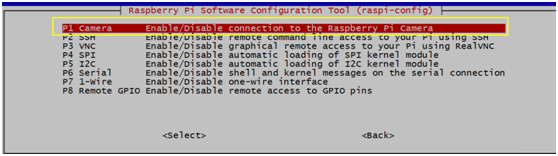 Raspberry Pi Software Configuration Tool (raspi-config)
P1 Camera Enable/Disable connection to the Raspberry Pi Camera
P2 SSH Enable/Disable remote command line access to your Pi using SSH
P3 VNC Enable/Disable graphical remote access to your Pi using RealVNC
P4 SPI Enable/Disable automatic loading of SPI kernel module
P5 I2C Enable/Disable automatic loading of I2C kernel module
P6 Serial Enable/Disable shell and kernel messages on the serial connection
P7 1-Wire Enable/Disable one-wire interface
P8 Remote GPIO Enable/Disable remote access to GPIO pins
<Select> <Back>